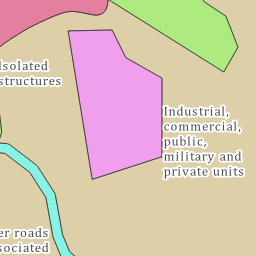 Isolated
structures
Industrial,
commercial,
public,
military and
private units
er roads
sociated